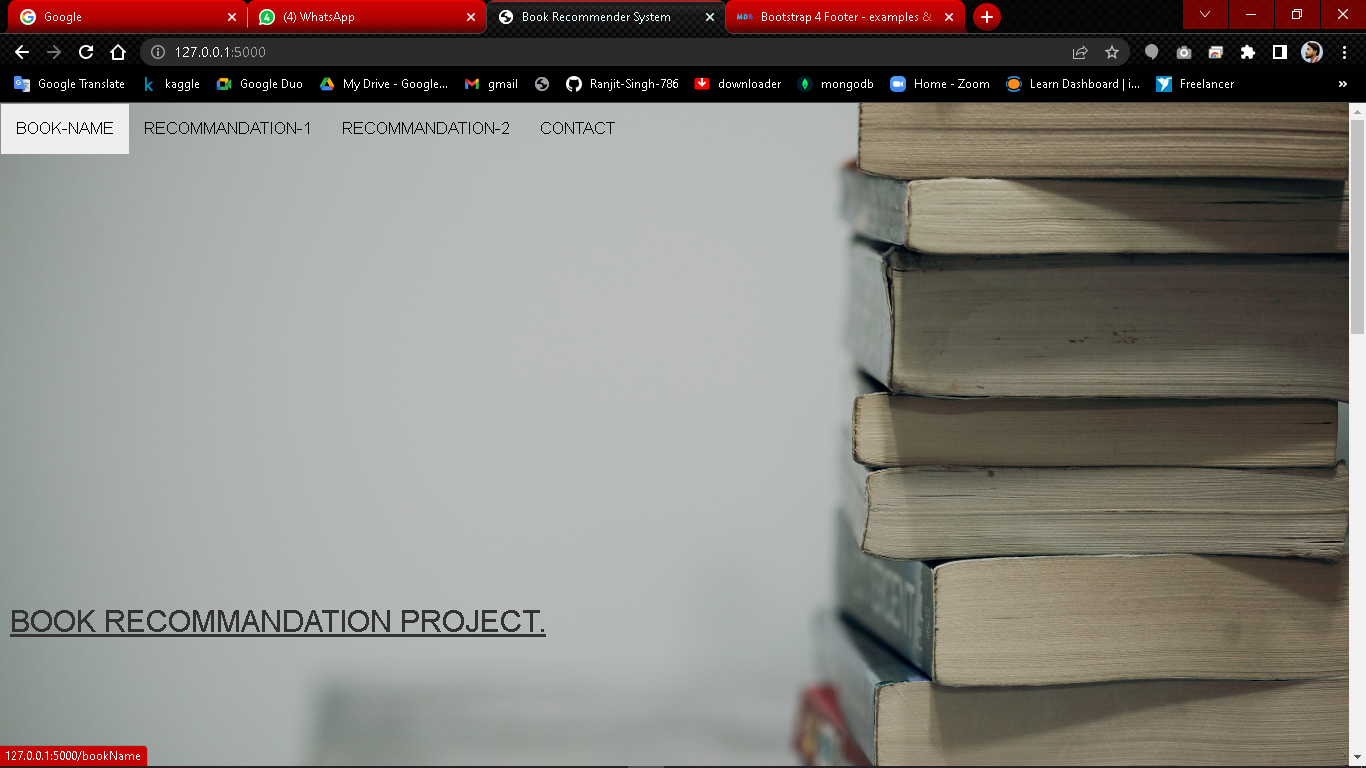 Google
(4) WhatsApp
Book Recommender System
MDB Bootstrap 4 Footer - examples &
127.0.0.1:5000
Google Translate kaggle Google Duo My Drive - Google... gmail Ranjit-Singh-786 downloader mongodb Home - Zoom Learn Dashboard | i... Freelancer »
BOOK-NAME RECOMMANDATION-1 RECOMMANDATION-2 CONTACT
BOOK RECOMMANDATION PROJECT.
127.0.0.1:5000/bookName